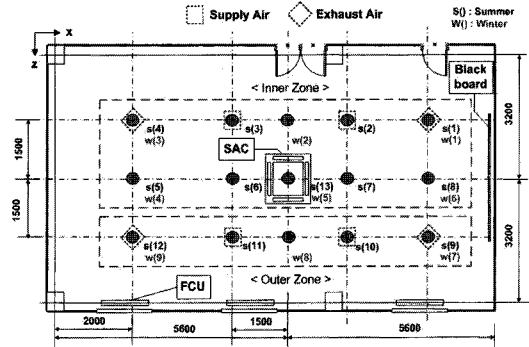 Supply Air
Exhaust Air
S() : Summer
W() : Winter
X
Z
< Inner Zone >
Black
board
s(4)
w(3)
s(3)
w(2)
s(2)
s(1)
w(1)
SAC
1500
3200
s(5)
w(4)
s(6)
s(13)
w(5)
s(7)
s(8)
w(6)
1500
3200
s(12)
w(9)
s(11)
w(8)
s(10)
s(9)
w(7)
FCU
< Outer Zone >
2000
1500
5600
5600